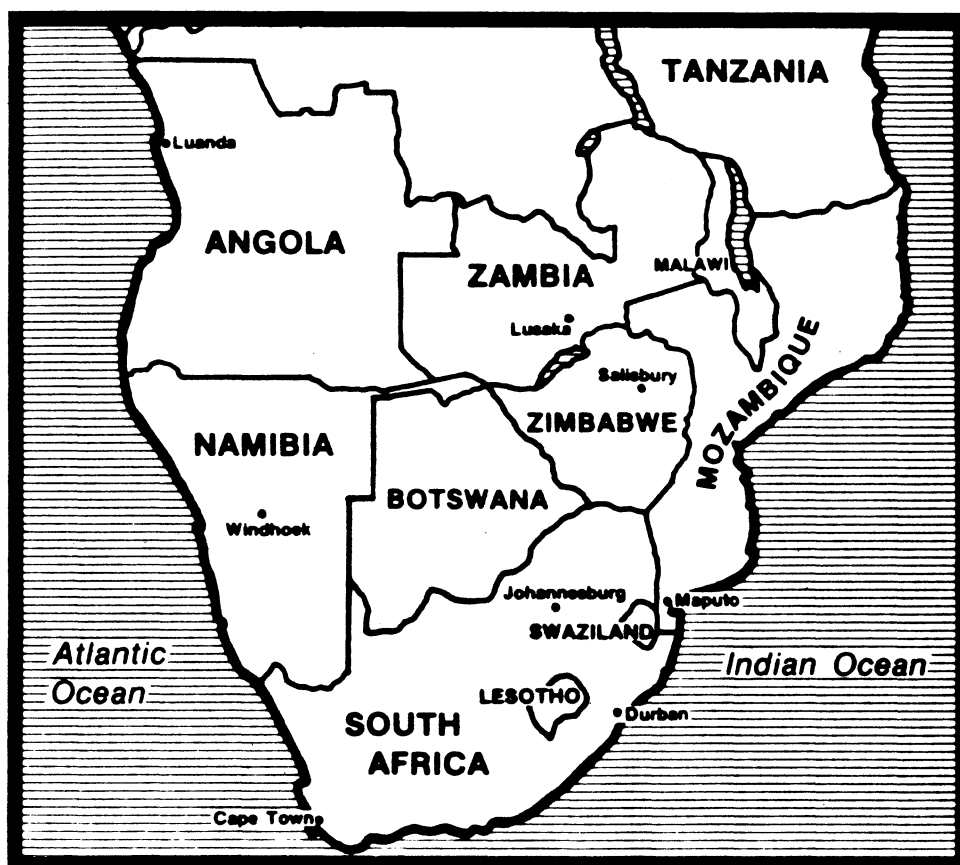 TANZANIA
Luanda
ANGOLA
ZAMBIA
MALAWI
Lusaka
Salisbury
ZIMBABWE
MOZAMBIQUE
NAMIBIA
BOTSWANA
Windhoek
Johannesburg
Maputo
SWAZILAND
Atlantic
Ocean
Indian Ocean
LESOTHO
Durban
SOUTH
AFRICA
Cape Town